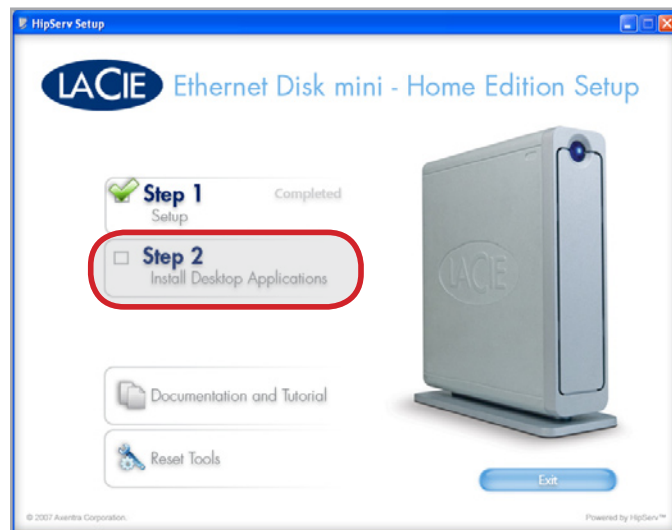 HipServ Setup
LACIE Ethernet Disk mini - Home Edition Setup
Step 1 Completed
Setup
Step 2
Install Desktop Applications
LACIE
Documentation and Tutorial
Reset Tools
Exit
© 2007 Axentra Corporation. Powered by HipServ™